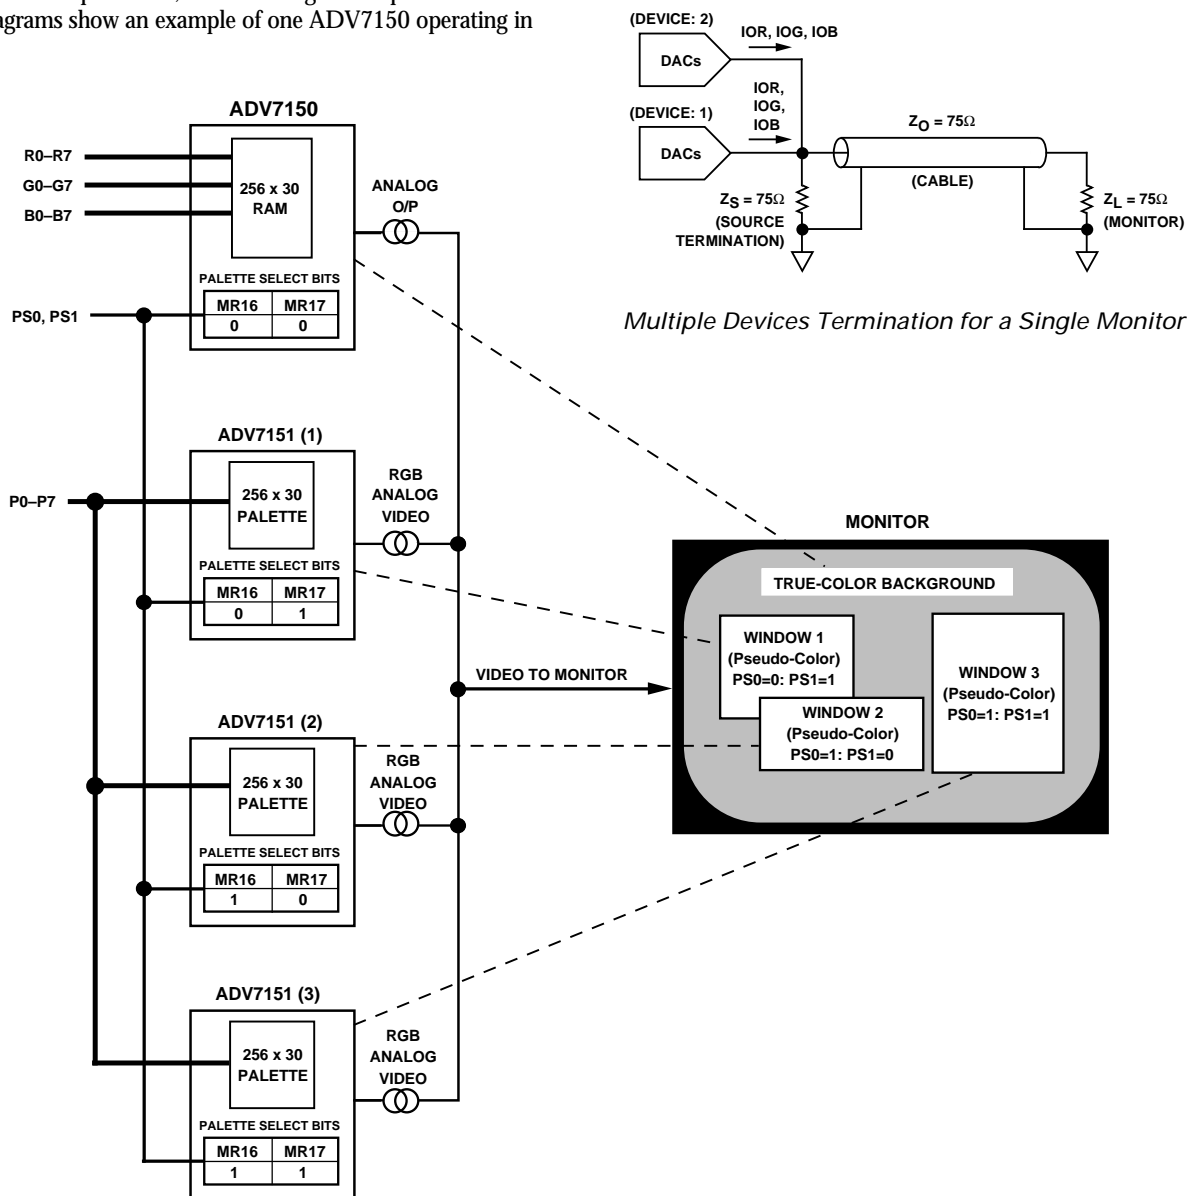 agrams show an example of one ADV7150 operating in
(DEVICE: 2)
IOR, IOG, IOB
DACs
(DEVICE: 1)
IOR,
IOG,
IOB
DACs
ZO = 75Ω
(CABLE)
ZS = 75Ω
(SOURCE
TERMINATION)
ZL = 75Ω
(MONITOR)
Multiple Devices Termination for a Single Monitor
ADV7150
R0–R7
G0–G7
B0–B7
256 x 30
RAM
ANALOG
O/P
PALETTE SELECT BITS
MR16 MR17
0 0
PS0, PS1
ADV7151 (1)
P0–P7
256 x 30
PALETTE
RGB
ANALOG
VIDEO
PALETTE SELECT BITS
MR16 MR17
0 1
MONITOR
TRUE-COLOR BACKGROUND
WINDOW 1
(Pseudo-Color)
PS0=0: PS1=1
WINDOW 2
(Pseudo-Color)
PS0=1: PS1=0
WINDOW 3
(Pseudo-Color)
PS0=1: PS1=1
VIDEO TO MONITOR
ADV7151 (2)
256 x 30
PALETTE
RGB
ANALOG
VIDEO
PALETTE SELECT BITS
MR16 MR17
1 0
ADV7151 (3)
256 x 30
PALETTE
RGB
ANALOG
VIDEO
PALETTE SELECT BITS
MR16 MR17
1 1